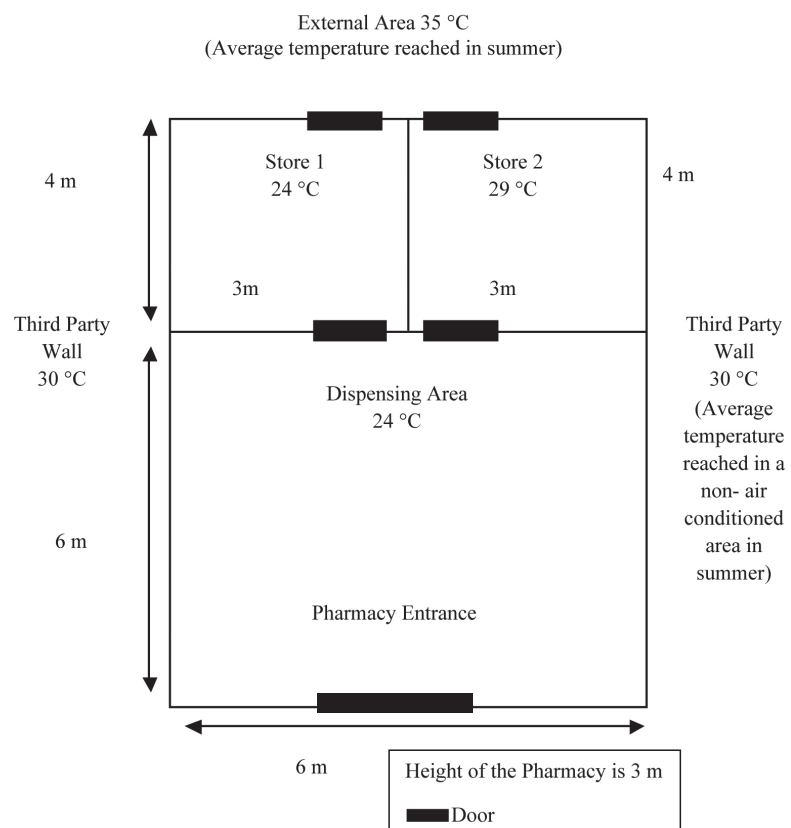 External Area 35 °C
(Average temperature reached in summer)
Store 1
24 °C
Store 2
29 °C
4 m
4 m
3m
3m
Third Party
Wall
30 °C
Third Party
Wall
30 °C
(Average
temperature
reached in a
non- air
conditioned
area in
summer)
Dispensing Area
24 °C
6 m
Pharmacy Entrance
6 m
Height of the Pharmacy is 3 m
Door